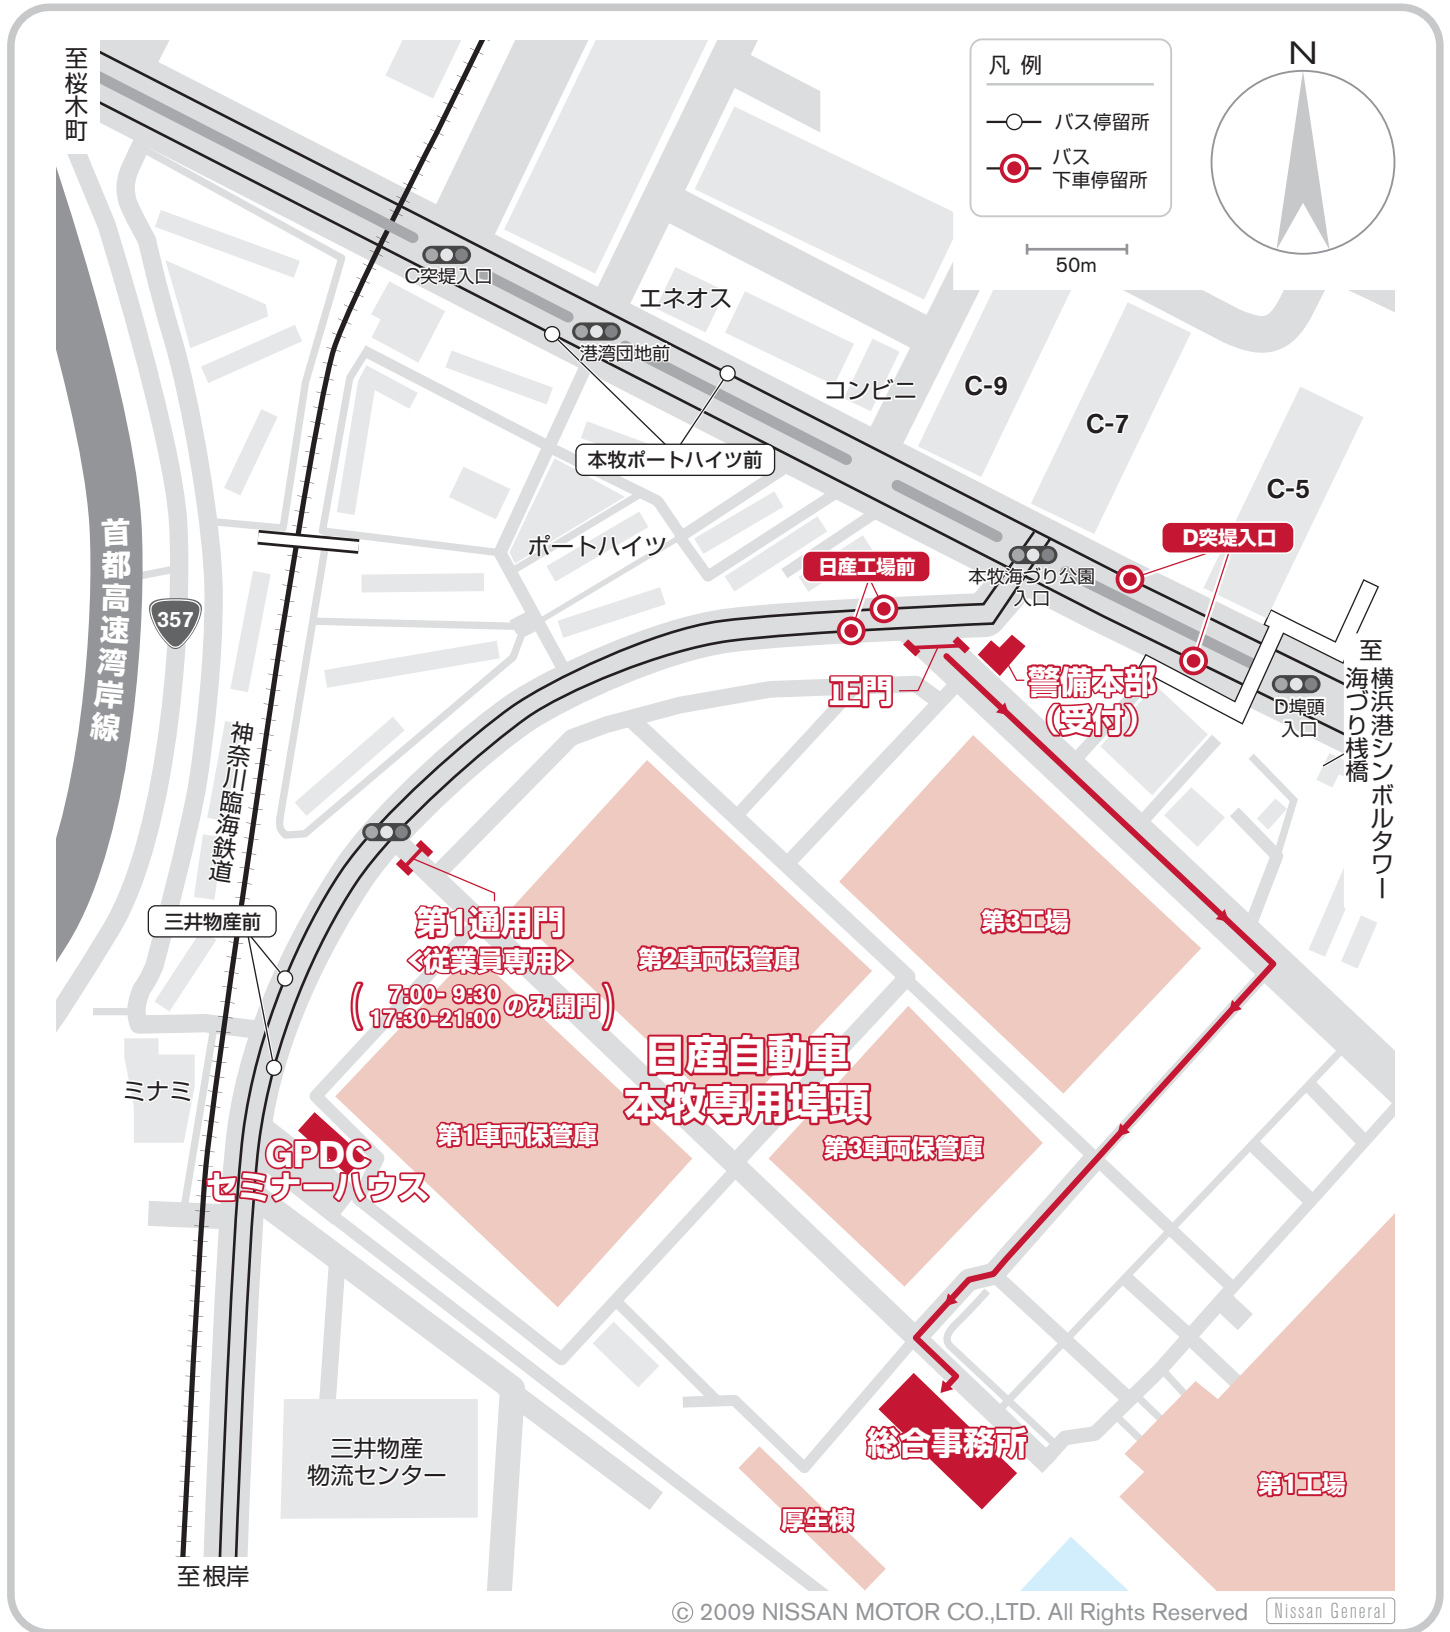 至桜木町
凡 例
バス停留所
バス
下車停留所
N
50m
C突堤入口
エネオス
港湾団地前
コンビニ
C-9
C-7
C-5
本牧ポートハイツ前
首都高速湾岸線
357
ポートハイツ
日産工場前
本牧海づり公園
入口
D突堤入口
正門
警備本部
(受付)
D埠頭
入口
至
横浜港シンボルタワー
海づり桟橋
神奈川臨海鉄道
三井物産前
第1通用門
<従業員専用>
7:00- 9:30
17:30-21:00
のみ開門
第2車両保管庫
第3工場
日産自動車
本牧専用埠頭
ミナミ
第1車両保管庫
第3車両保管庫
GPDC
セミナーハウス
三井物産
物流センター
総合事務所
第1工場
厚生棟
至根岸
© 2009 NISSAN MOTOR CO.,LTD. All Rights Reserved
Nissan General